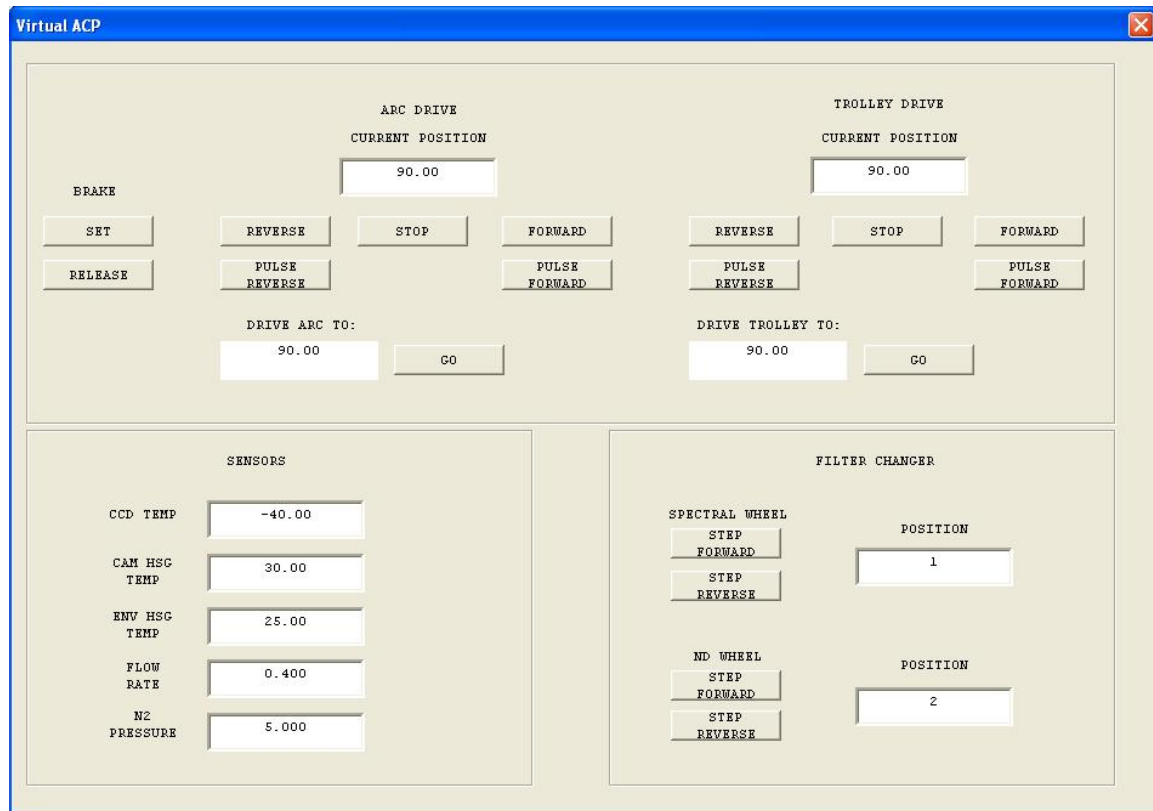 Virtual ACP
ARC DRIVE
CURRENT POSITION
90.00
TROLLEY DRIVE
CURRENT POSITION
90.00
BRAKE
SET
RELEASE
REVERSE
STOP
FORWARD
PULSE
REVERSE
PULSE
FORWARD
DRIVE ARC TO:
90.00
GO
REVERSE
STOP
FORWARD
PULSE
REVERSE
PULSE
FORWARD
DRIVE TROLLEY TO:
90.00
GO
SENSORS
CCD TEMP
-40.00
CAM HSG
TEMP
30.00
ENV HSG
TEMP
25.00
FLOW
RATE
0.400
N2
PRESSURE
5.000
FILTER CHANGER
SPECTRAL WHEEL
STEP
FORWARD
STEP
REVERSE
POSITION
1
ND WHEEL
STEP
FORWARD
STEP
REVERSE
POSITION
2